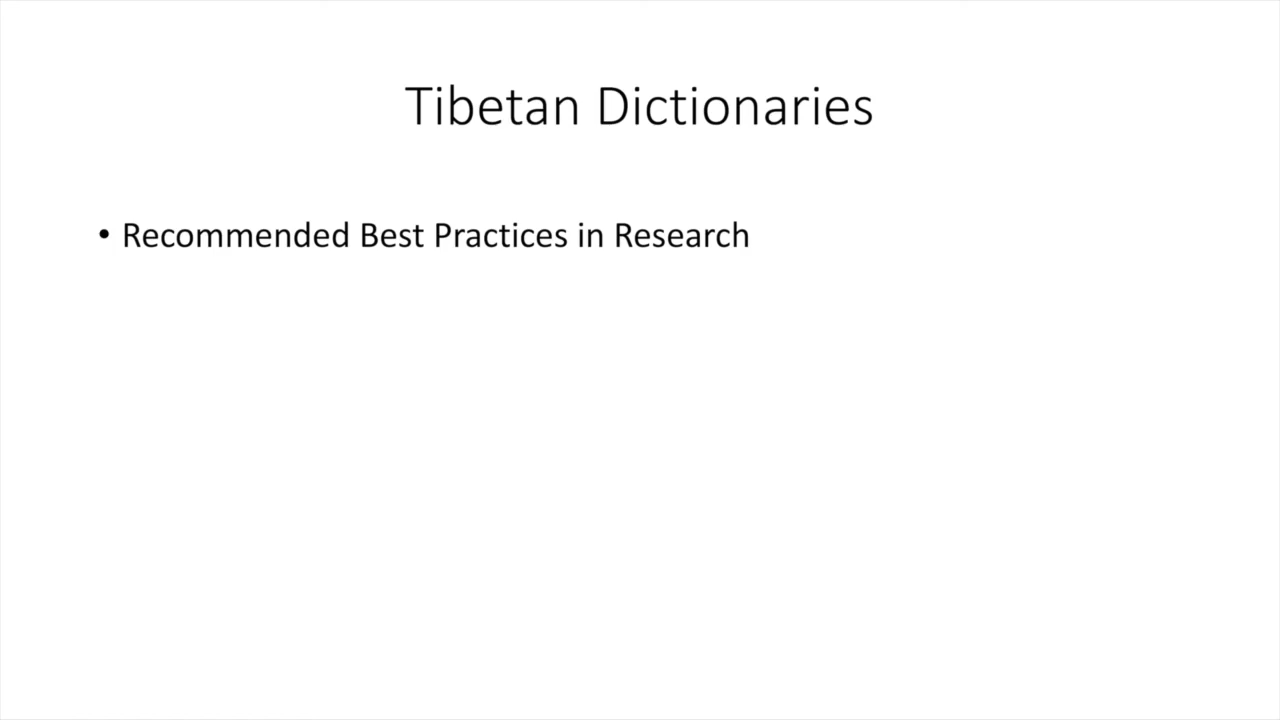 Tibetan Dictionaries
• Recommended Best Practices in Research